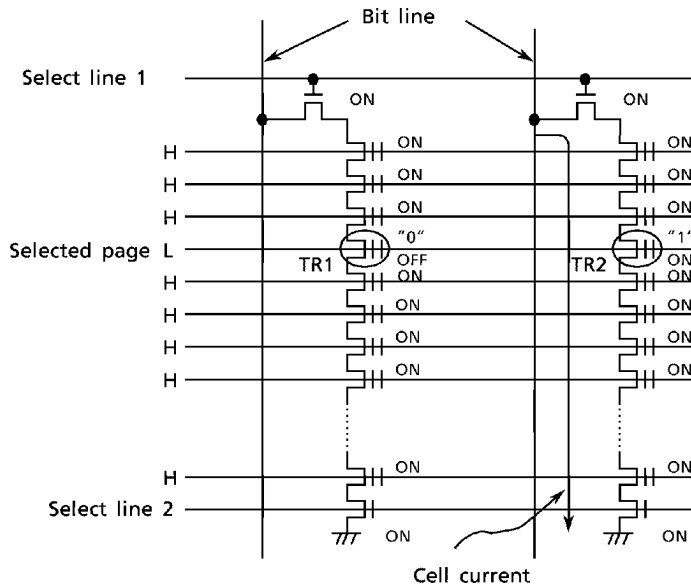 Bit line
Select line 1
ON ON
H ON ON
H ON ON
H ON ON
"0" "1"
Selected page L
TR1 OFF TR2 ON
H ON ON
H ON ON
H ON ON
H ON ON
H ON ON
Select line 2
ON ON
Cell current